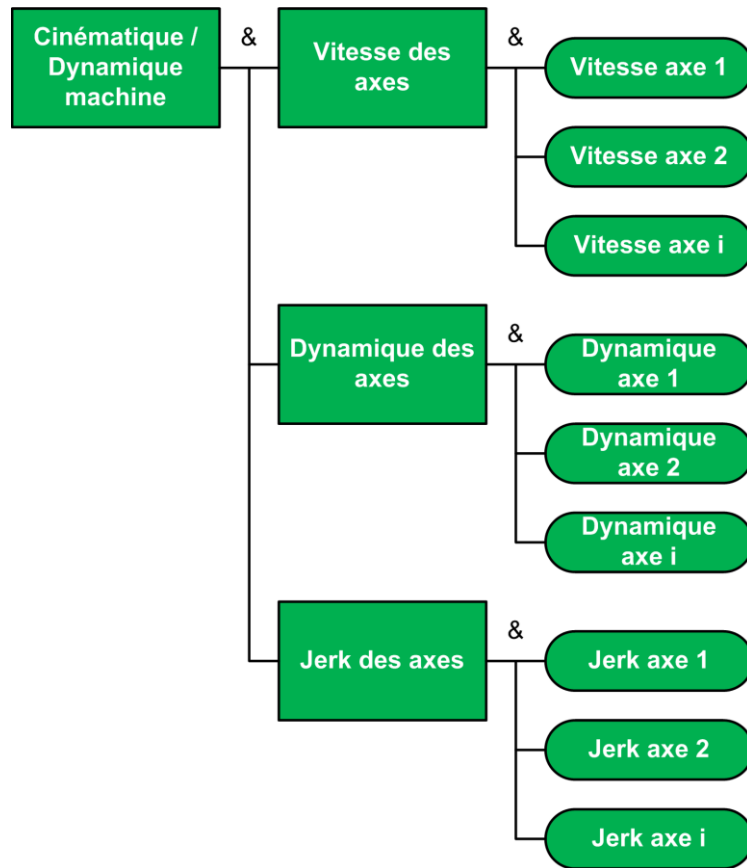 Cinématique /
Dynamique
machine
&
Vitesse des
axes
&
Vitesse axe 1
Vitesse axe 2
Vitesse axe i
Dynamique des
axes
&
Dynamique
axe 1
Dynamique
axe 2
Dynamique
axe i
Jerk des axes
&
Jerk axe 1
Jerk axe 2
Jerk axe i